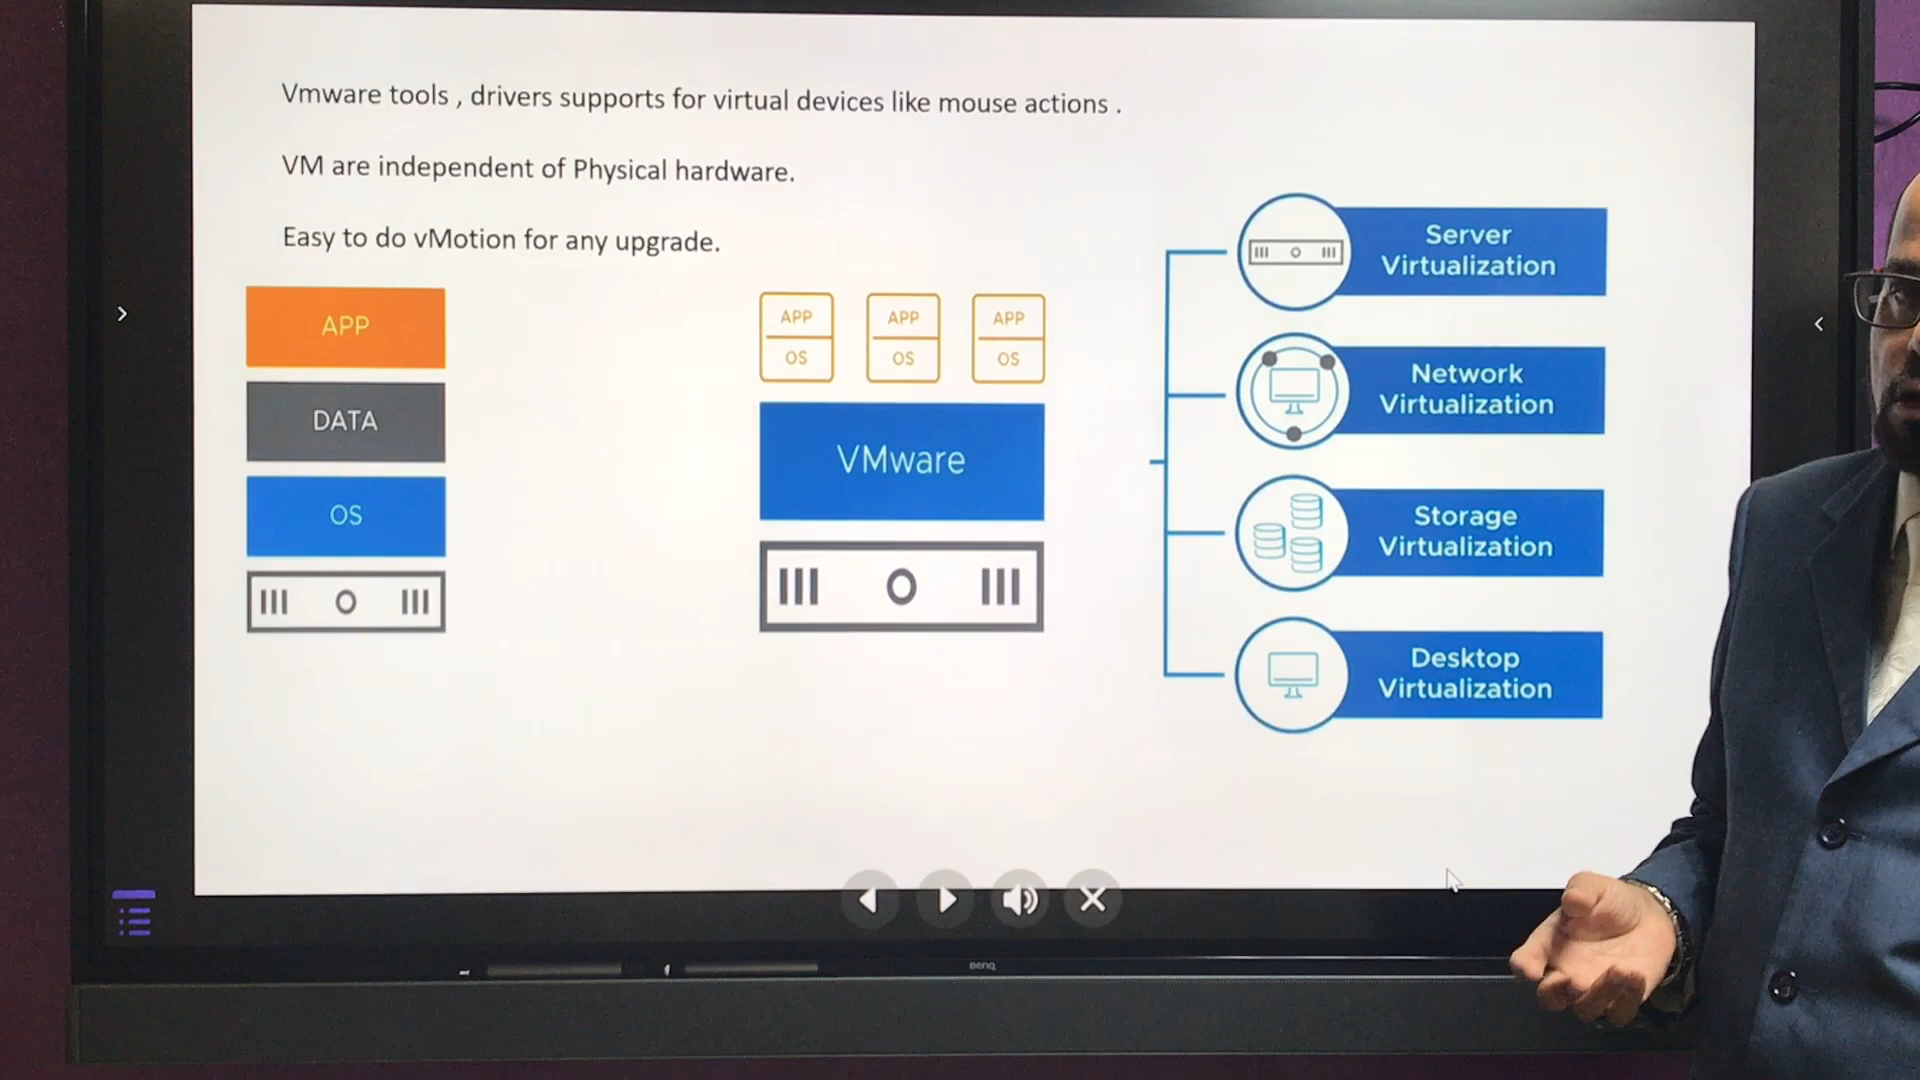 Vmware tools , drivers supports for virtual devices like mouse actions .
VM are independent of Physical hardware.
Easy to do vMotion for any upgrade.
APP
DATA
OS
APP
OS
APP
OS
APP
OS
VMware
Server
Virtualization
Network
Virtualization
Storage
Virtualization
Desktop
Virtualization
BenQ